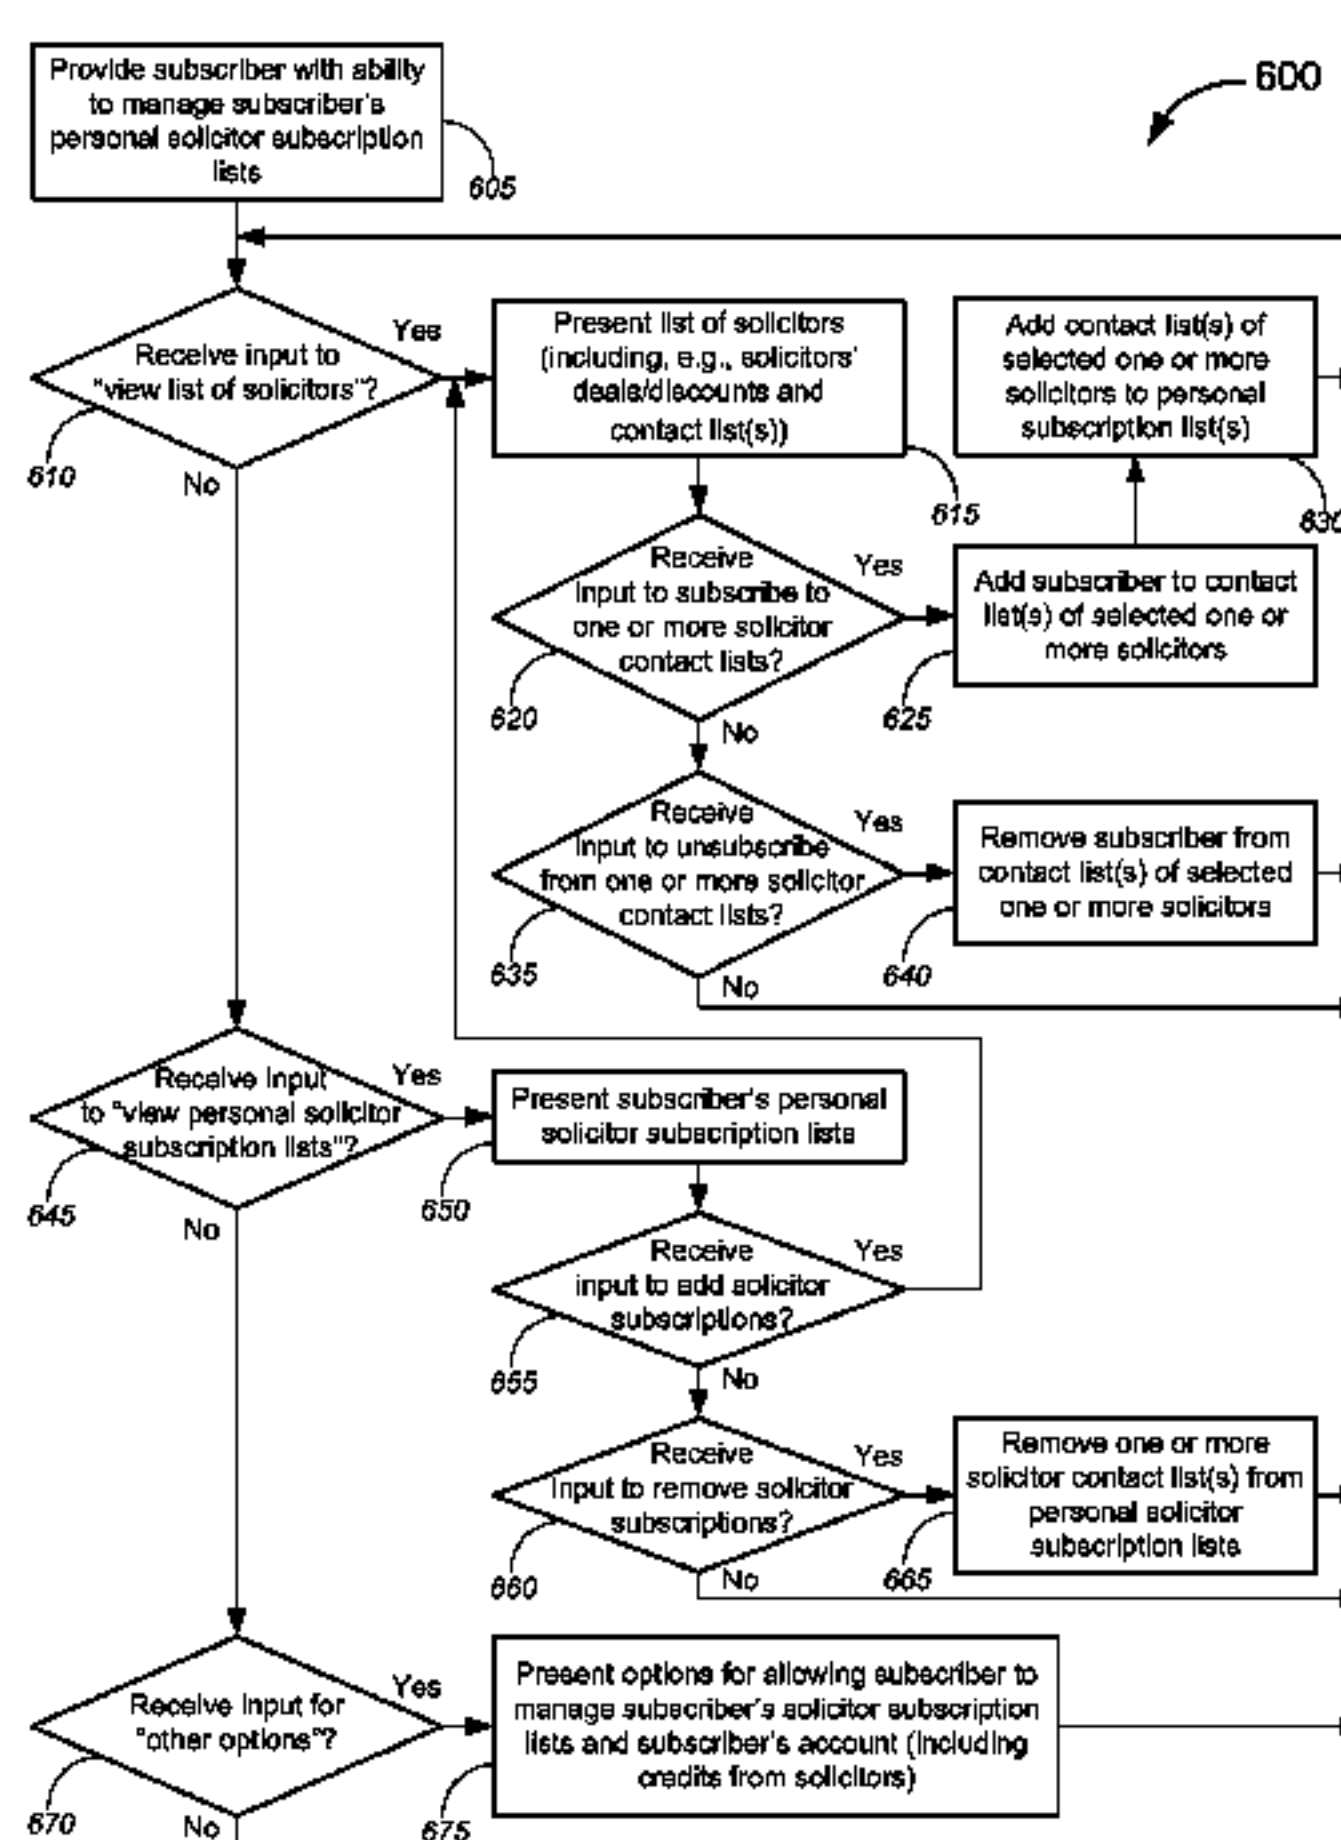 Provide subscriber with ability
to manage subscriber's
personal solicitor subscription
lists
605
600
Receive input to
"view list of solicitors"?
Yes
610
No
Present list of solicitors
(including, e.g., solicitors'
deals/discounts and
contact list(s))
615
Add contact list(s) of
selected one or more
solicitors to personal
subscription list(s)
630
Receive
input to subscribe to
one or more solicitor
contact lists?
Yes
620
No
Add subscriber to contact
list(s) of selected one or
more solicitors
625
Receive
input to unsubscribe
from one or more solicitor
contact lists?
Yes
635
No
Remove subscriber from
contact list(s) of selected
one or more solicitors
640
Receive input
to "view personal solicitor
subscription lists"?
Yes
645
No
Present subscriber's personal
solicitor subscription lists
650
Receive
input to add solicitor
subscriptions?
Yes
655
No
Receive
input to remove solicitor
subscriptions?
Yes
660
No
Remove one or more
solicitor contact list(s) from
personal solicitor
subscription lists
665
Receive input for
"other options"?
Yes
670
No
Present options for allowing subscriber to
manage subscriber's solicitor subscription
lists and subscriber's account (including
credits from solicitors)
675